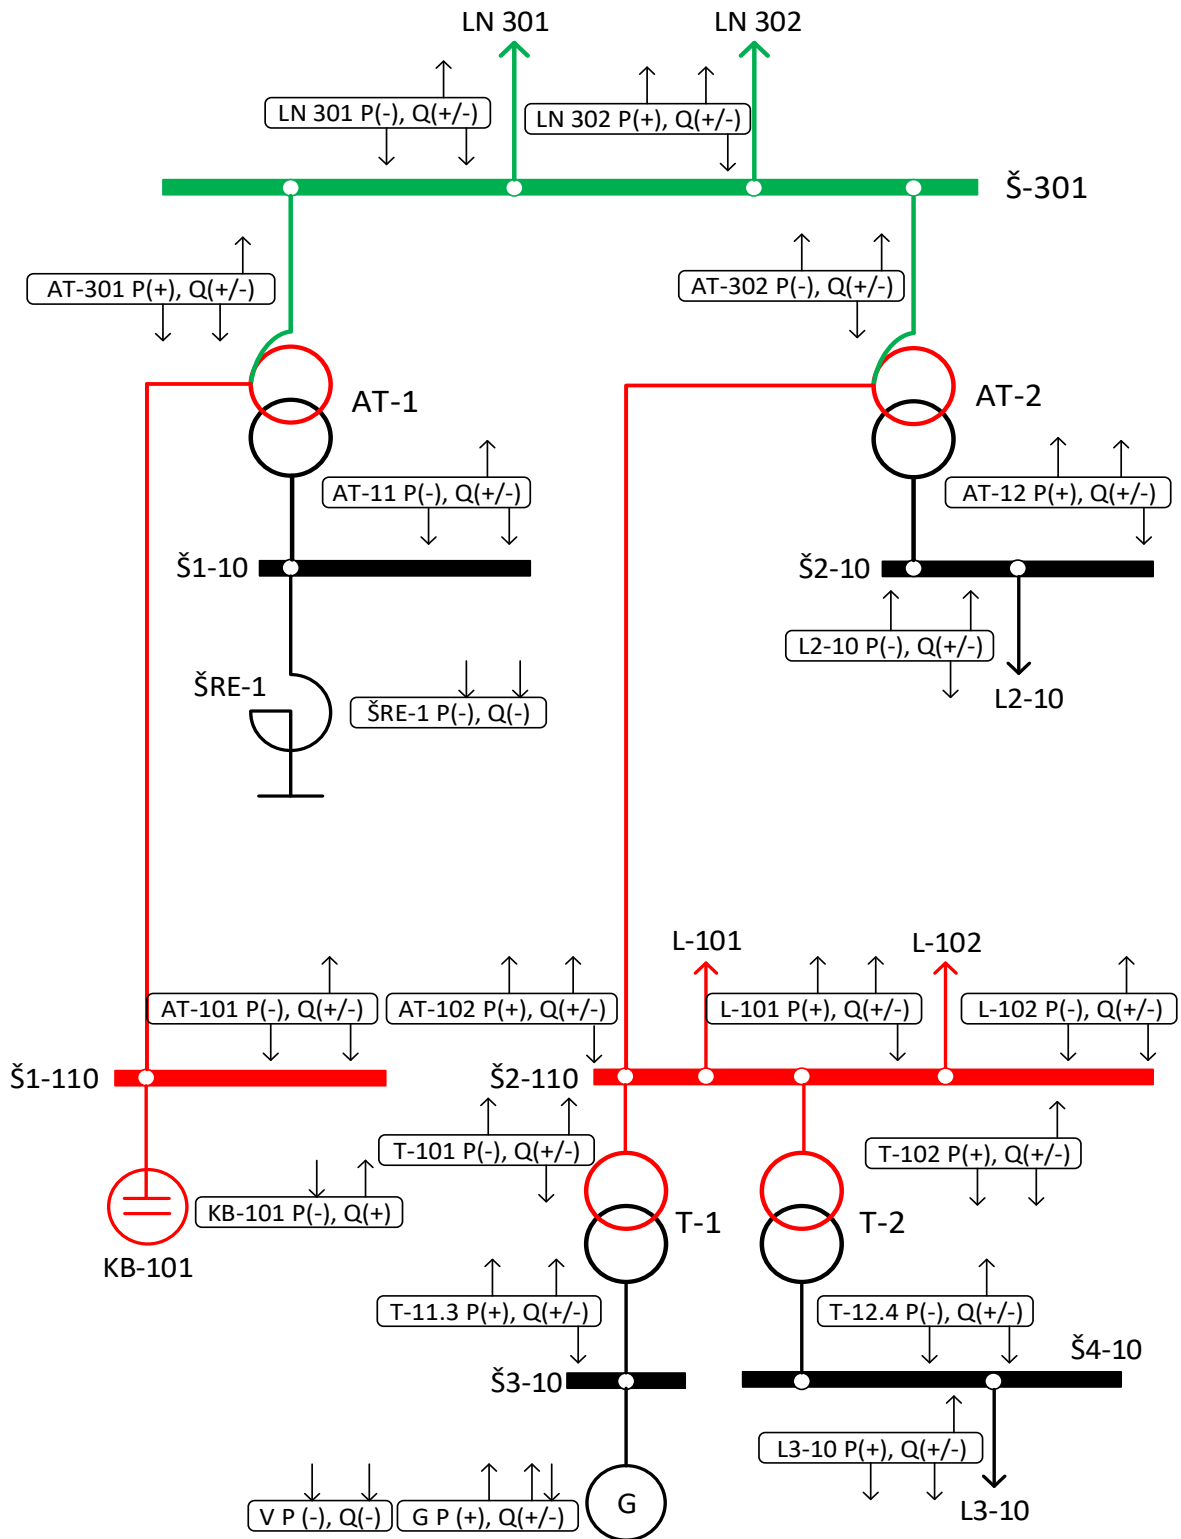 LN 301
LN 302
LN 301 P(-), Q(+/-)
LN 302 P(+), Q(+/-)
Š-301
AT-301 P(+), Q(+/-)
AT-302 P(-), Q(+/-)
AT-1
AT-2
AT-11 P(-), Q(+/-)
AT-12 P(+), Q(+/-)
Š1-10
Š2-10
L2-10 P(-), Q(+/-)
ŠRE-1
L2-10
ŠRE-1 P(-), Q(-)
L-101
L-102
AT-101 P(-), Q(+/-)
AT-102 P(+), Q(+/-)
L-101 P(+), Q(+/-)
L-102 P(-), Q(+/-)
Š1-110
Š2-110
T-101 P(-), Q(+/-)
T-102 P(+), Q(+/-)
KB-101 P(-), Q(+)
T-1
T-2
KB-101
T-11.3 P(+), Q(+/-)
T-12.4 P(-), Q(+/-)
Š3-10
Š4-10
L3-10 P(+), Q(+/-)
V P (-), Q(-)
G P (+), Q(+/-)
G
L3-10